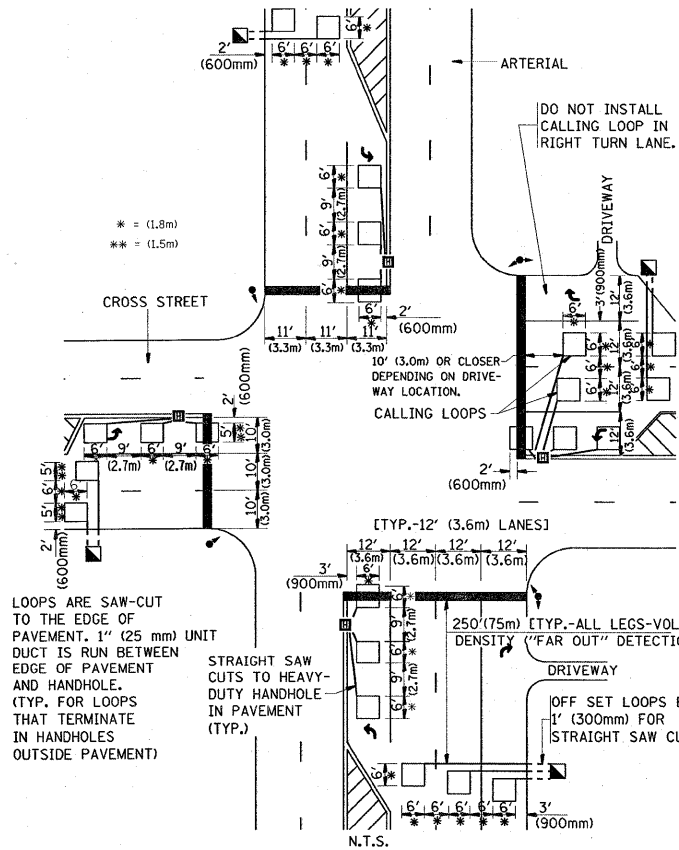 6' 6' 6'
* * *
2'
(600mm)
6'
*
ARTERIAL
DO NOT INSTALL
CALLING LOOP IN
RIGHT TURN LANE.
* = (1.8m)
** = (1.5m)
6' *
9' (2.7m)
6' *
9' (2.7m)
6' *
H
DRIVEWAY
3'(900mm)
12' (3.6m)
CROSS STREET
6'
*
2'
(600mm)
11' 11' 11'
(3.3m) (3.3m) (3.3m)
6'
*
10' (3.0m) OR CLOSER
DEPENDING ON DRIVE-
WAY LOCATION.
CALLING LOOPS
6' * 6' *
6' * 6' *
6' * 6' *
12' (3.6m)
12' (3.6m)
12' (3.6m)
H
2'
(600mm)
2'
(600mm)
H
5' **
10' (3.0m)
10' (3.0m)
10' (3.0m)
6' 9' 6' 9' 6'
* (2.7m) * (2.7m) *
5' **
6' *
5' **
6'
*
2'
(600mm)
[TYP.-12' (3.6m) LANES]
12' 12' 12' 12'
(3.6m) (3.6m) (3.6m) (3.6m)
3'
(900mm)
6'
*
H
6' *
9' (2.7m)
6' *
9' (2.7m)
6' *
250'(75m) [TYP.-ALL LEGS-VOL
DENSITY ("FAR OUT" DETECTIO
DRIVEWAY
LOOPS ARE SAW-CUT
TO THE EDGE OF
PAVEMENT. 1" (25 mm) UNIT
DUCT IS RUN BETWEEN
EDGE OF PAVEMENT
AND HANDHOLE.
(TYP. FOR LOOPS
THAT TERMINATE
IN HANDHOLES
OUTSIDE PAVEMENT)
STRAIGHT SAW
CUTS TO HEAVY-
DUTY HANDHOLE
IN PAVEMENT
(TYP.)
OFF SET LOOPS
1' (300mm) FOR
STRAIGHT SAW CU
6'
*
6' 6' 6' 6' 6'
* * * * *
3'
(900mm)
N.T.S.